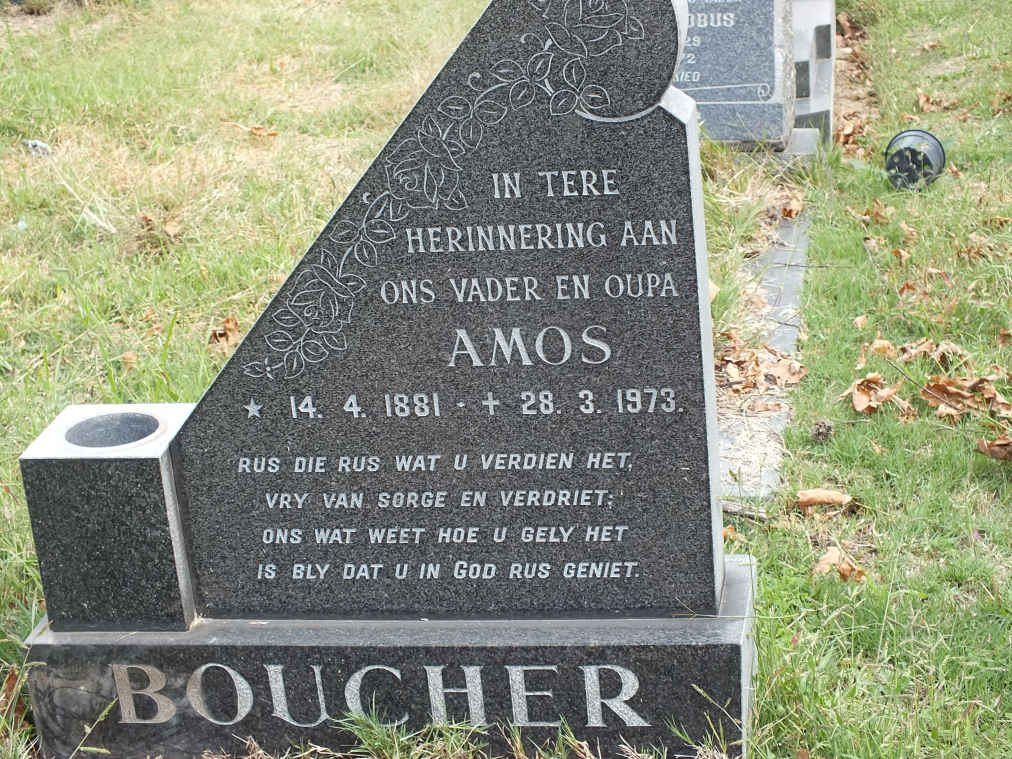 IN TERE
HERINNERING AAN
ONS VADER EN OUPA
AMOS
★ 14. 4. 1881 · ✝ 28. 3. 1973.
RUS DIE RUS WAT U VERDIEN HET,
VRY VAN SORGE EN VERDRIET;
ONS WAT WEET HOE U GELY HET
IS BLY DAT U IN GOD RUS GENIET.
BOUCHER